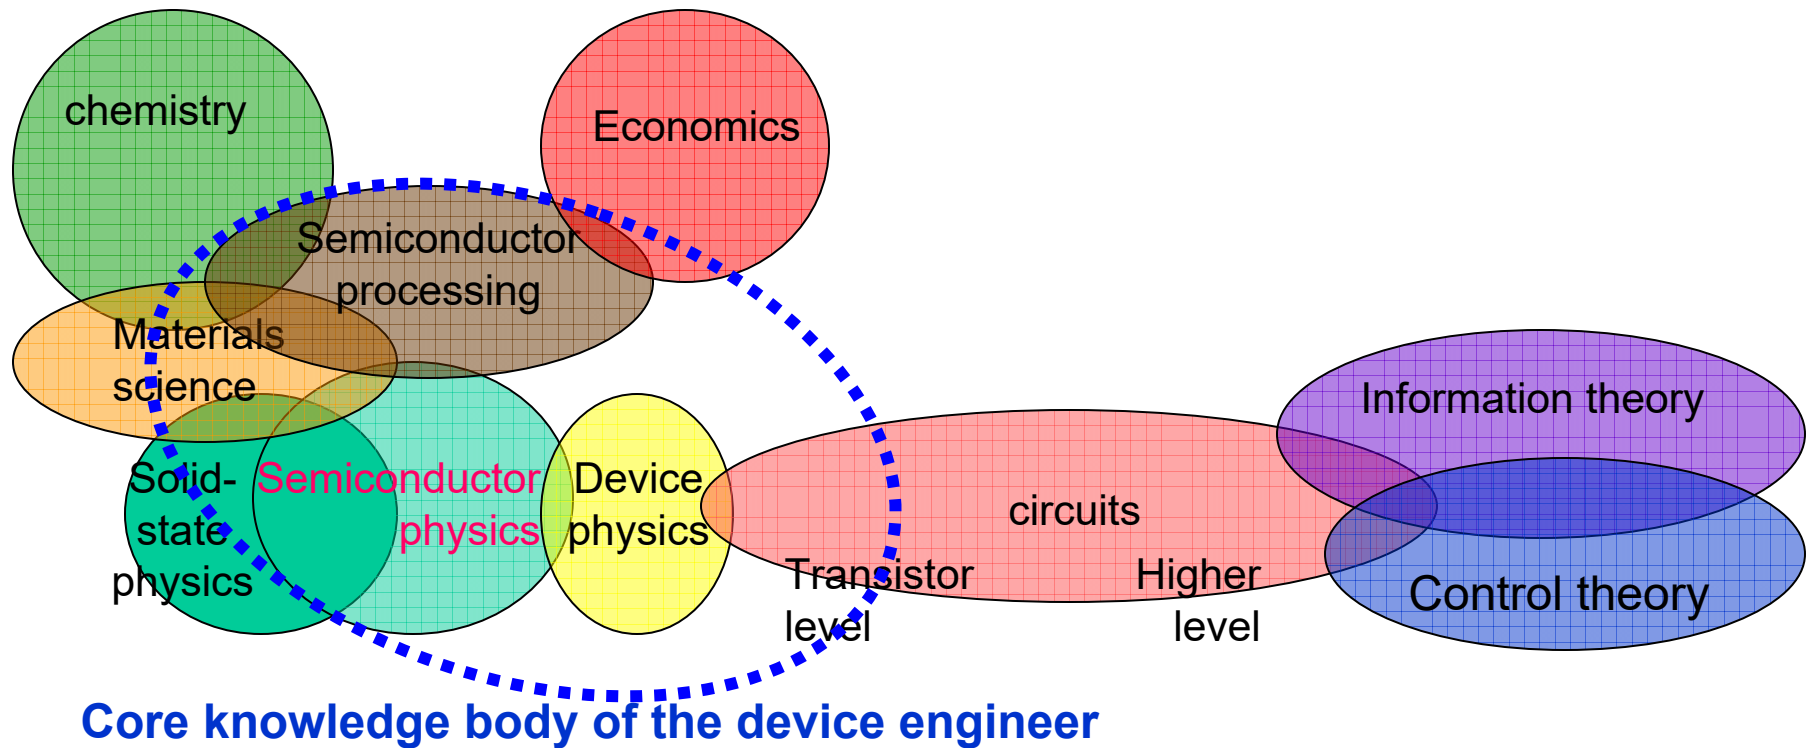 chemistry
Economics
Semiconductor
processing
Materials
science
Information theory
Solid-
state
physics
Semiconductor
physics
Device
physics
circuits
Transistor
level
Higher
level
Control theory
Core knowledge body of the device engineer